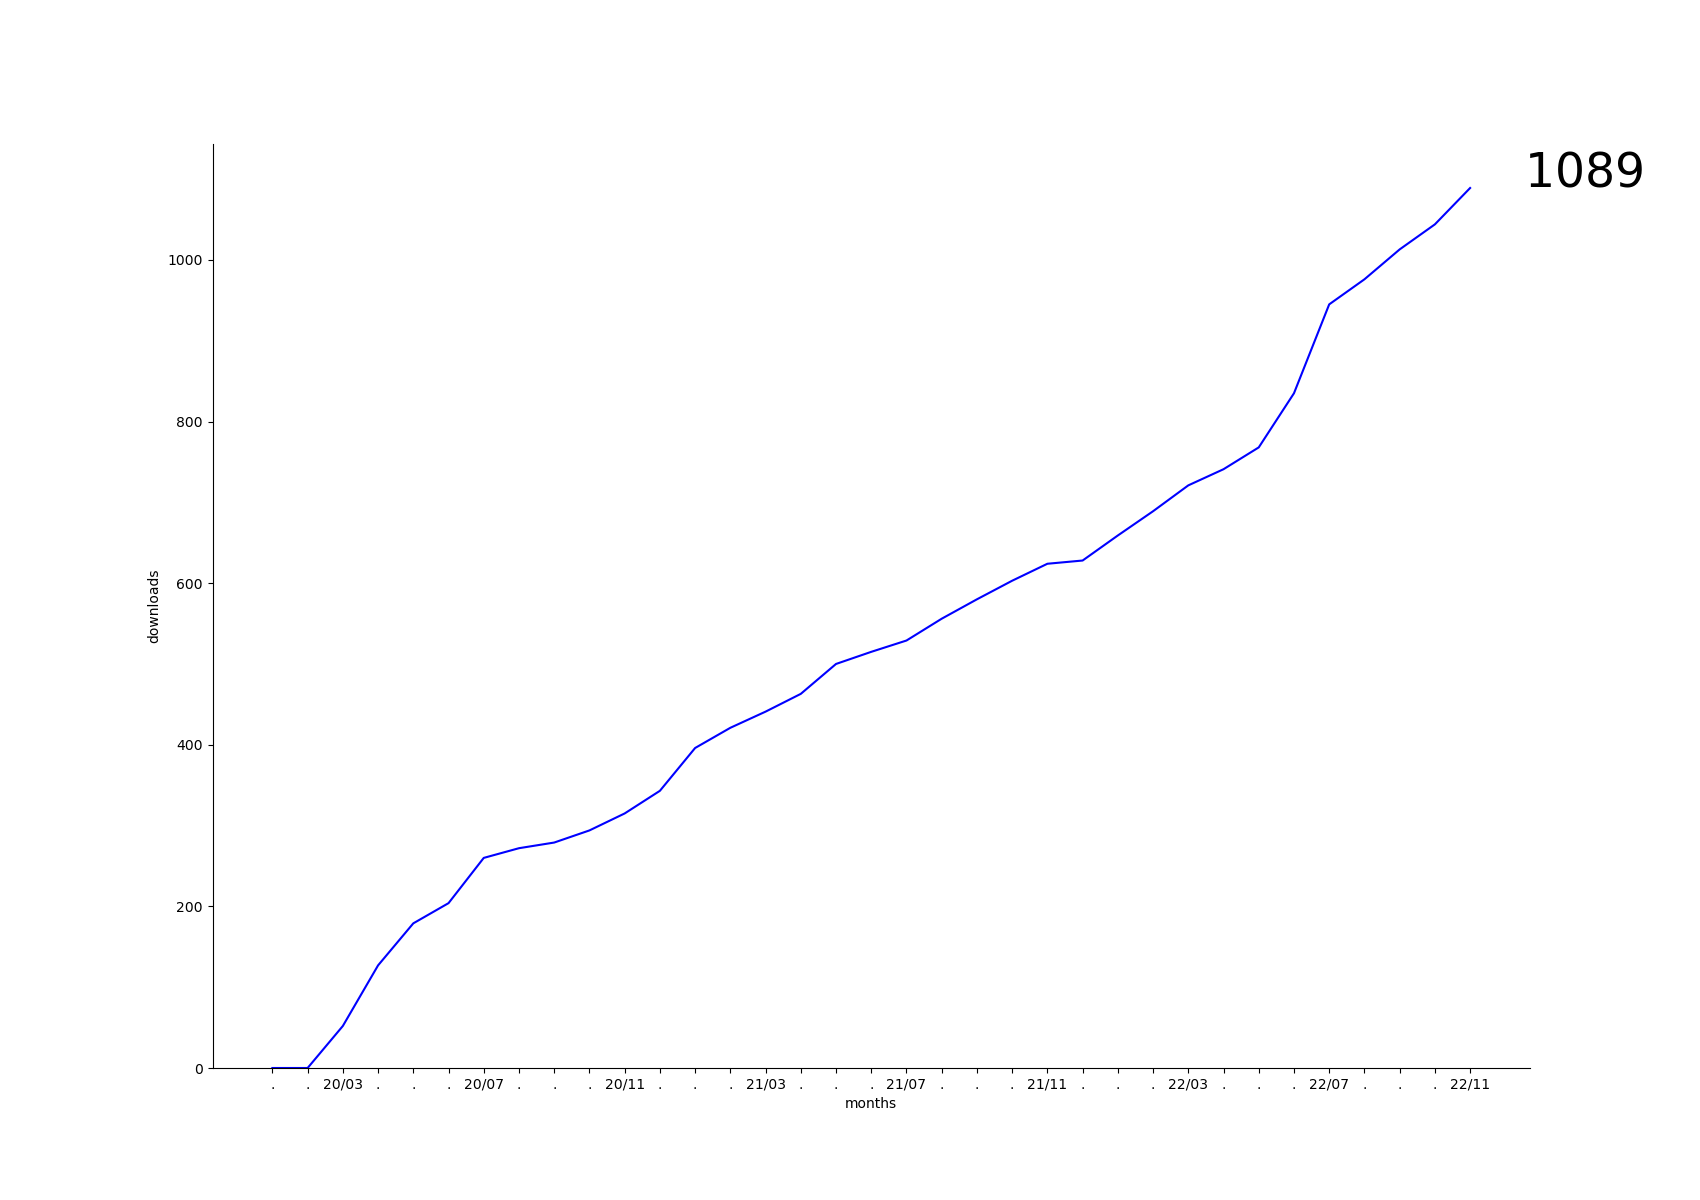 1089
1000
800
600
400
200
0
downloads
. . 20/03 . . . 20/07 . . . 20/11 . . . 21/03 . . . 21/07 . . . 21/11 . . . 22/03 . . . 22/07 . . . 22/11
months